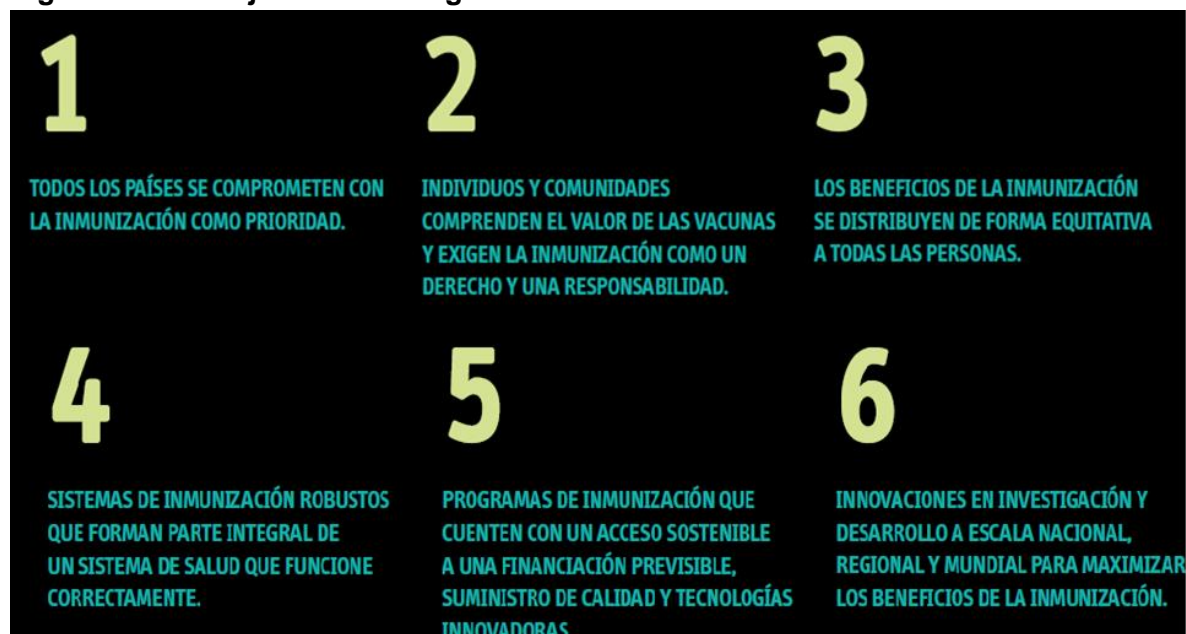 1
TODOS LOS PAÍSES SE COMPROMETEN CON
LA INMUNIZACIÓN COMO PRIORIDAD.
2
INDIVIDUOS Y COMUNIDADES
COMPRENDEN EL VALOR DE LAS VACUNAS
Y EXIGEN LA INMUNIZACIÓN COMO UN
DERECHO Y UNA RESPONSABILIDAD.
3
LOS BENEFICIOS DE LA INMUNIZACIÓN
SE DISTRIBUYEN DE FORMA EQUITATIVA
A TODAS LAS PERSONAS.
4
SISTEMAS DE INMUNIZACIÓN ROBUSTOS
QUE FORMAN PARTE INTEGRAL DE
UN SISTEMA DE SALUD QUE FUNCIONE
CORRECTAMENTE.
5
PROGRAMAS DE INMUNIZACIÓN QUE
CUENTEN CON UN ACCESO SOSTENIBLE
A UNA FINANCIACIÓN PREVISIBLE,
SUMINISTRO DE CALIDAD Y TECNOLOGÍAS
INNOVADORAS
6
INNOVACIONES EN INVESTIGACIÓN Y
DESARROLLO A ESCALA NACIONAL,
REGIONAL Y MUNDIAL PARA MAXIMIZAR
LOS BENEFICIOS DE LA INMUNIZACIÓN.